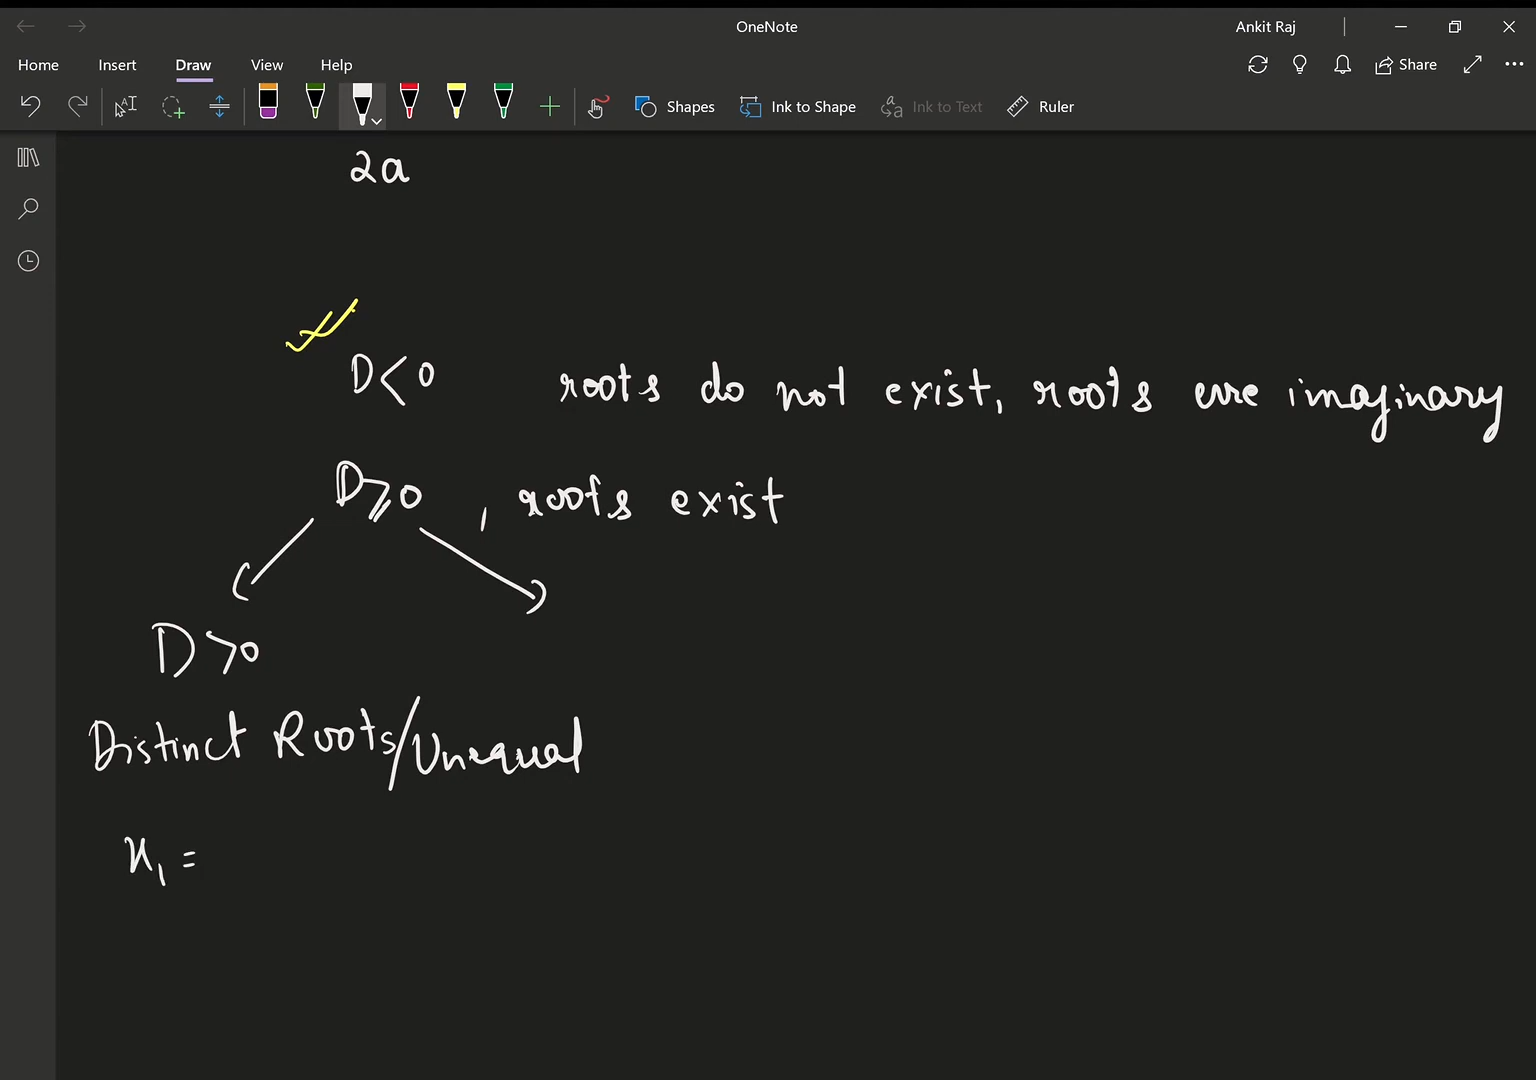 OneNote
Ankit Raj
Home Insert Draw View Help
Share
Shapes Ink to Shape Ink to Text Ruler
2a
D<0 roots do not exist, roots are imaginary
D⩾0, roots exist
D>0
Distinct Roots/Unequal
x₁ =